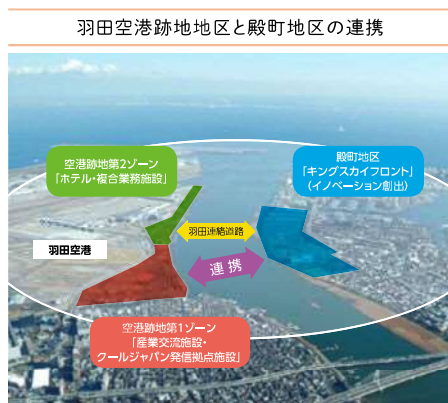 羽田空港跡地地区と殿町地区の連携
空港跡地第2ゾーン
「ホテル・複合業務施設」
殿町地区
「キングスカイフロント」
(イノベーション創出)
羽田連絡道路
羽田空港
連携
空港跡地第1ゾーン
「産業交流施設・
クールジャパン発信拠点施設」